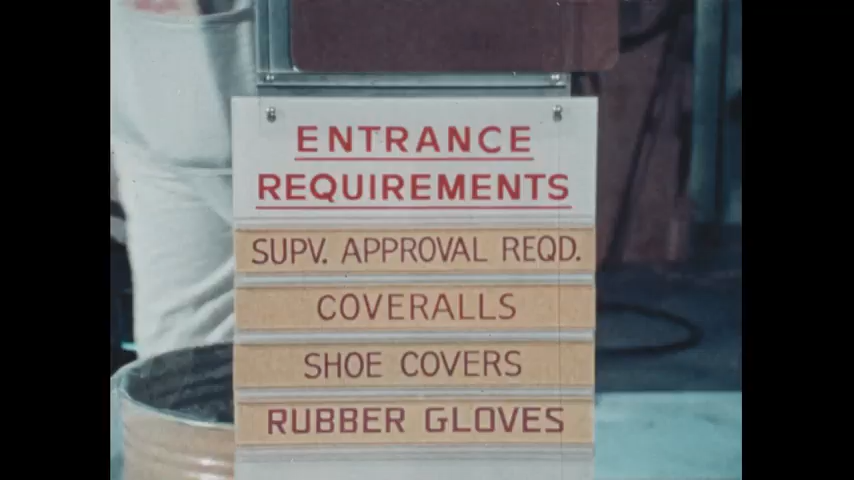 ENTRANCE
REQUIREMENTS
SUPV. APPROVAL REQD.
COVERALLS
SHOE COVERS
RUBBER GLOVES